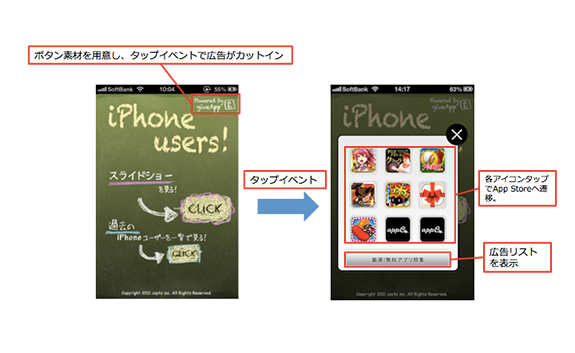 ボタン素材を用意し、タップイベントで広告がカットイン
SoftBank 10:04 55%
Powered by
giveApp
iPhone
users!
スライドショー
を見る!
CLICK
過去の
iPhoneユーザーを一覧で見る!
CLICK
Copyright 2011 capte inc. All Rights Reserved.
タップイベント
SoftBank 14:17 63%
Powered by
giveApp
iPhone
users!
厳選!無料アプリ特集
Copyright 2011 capte inc. All Rights Reserved.
各アイコンタップ
でApp Storeへ遷
移。
広告リスト
を表示